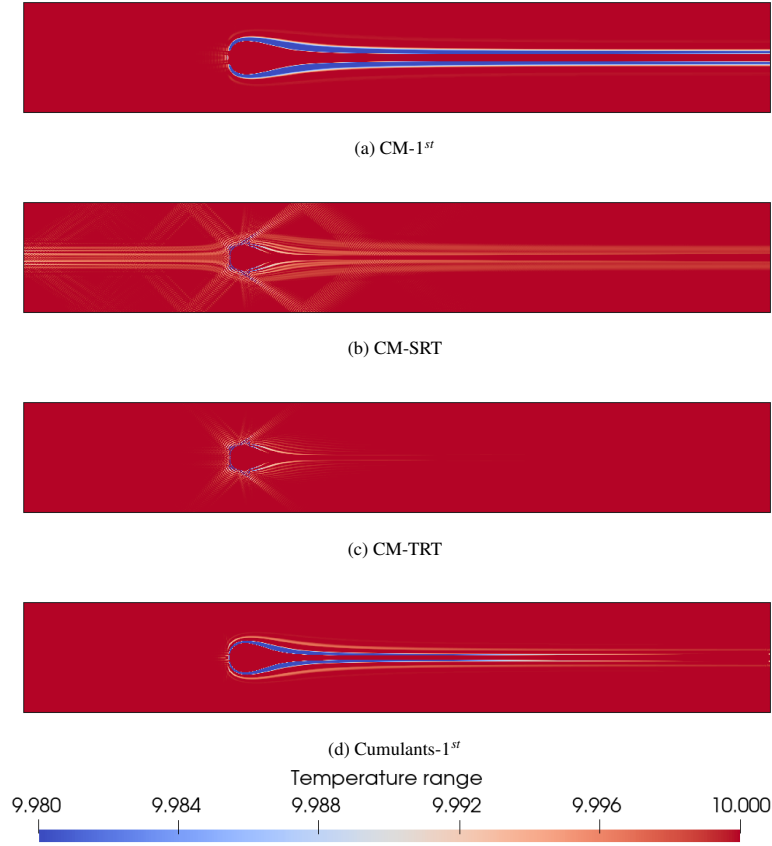 (a) CM-1st
(b) CM-SRT
(c) CM-TRT
(d) Cumulants-1st
Temperature range
9.980 9.984 9.988 9.992 9.996 10.000